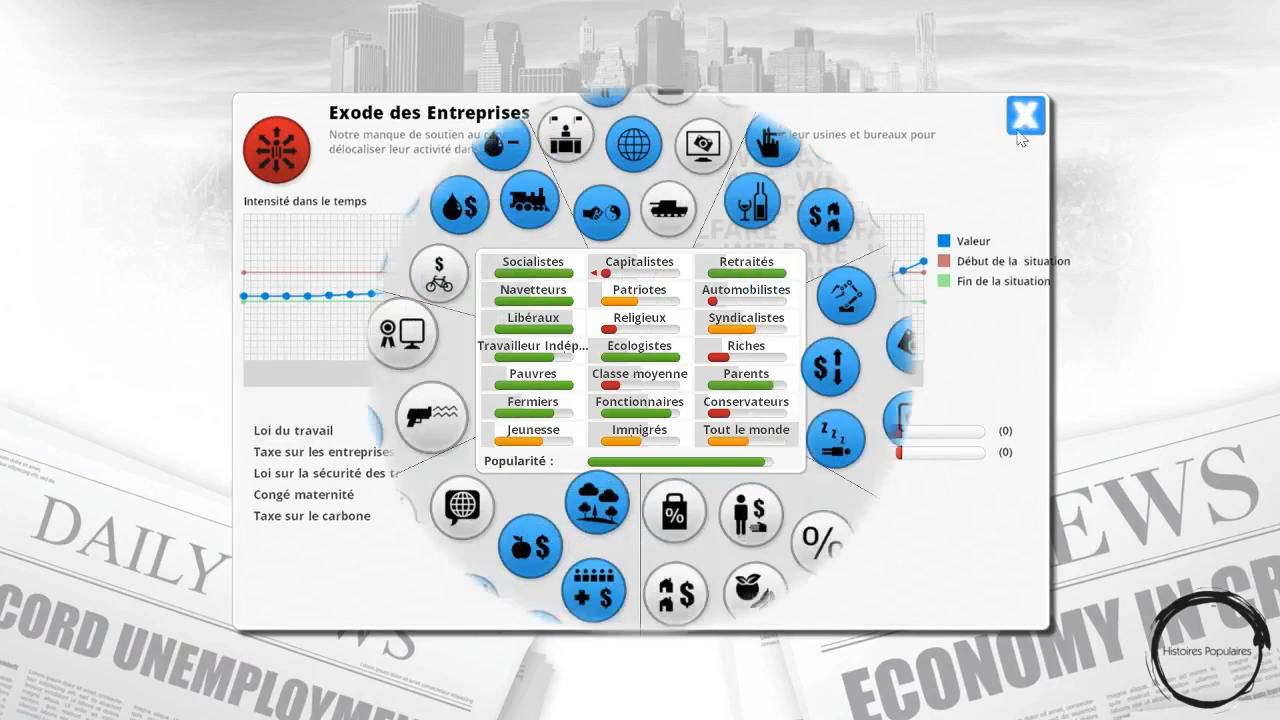 Exode des Entreprises
Notre manque de soutien au
leur usines et bureaux pour
délocaliser leur activité dans
Intensité dans le temps
Valeur
Début de la situation
Fin de la situation
Socialistes
Capitalistes
Retraités
Navetteurs
Patriotes
Automobilistes
Libéraux
Religieux
Syndicalistes
Travailleur Indép...
Ecologistes
Riches
Pauvres
Classe moyenne
Parents
Fermiers
Fonctionnaires
Conservateurs
Jeunesse
Immigrés
Tout le monde
Popularité :
Loi du travail
(0)
Taxe sur les entreprises
(0)
Loi sur la sécurité des t
Congé maternité
Taxe sur le carbone
DAILY
NEWS
CORD UNEMPLOYME
ECONOMY IN CR
Histoires Populaires